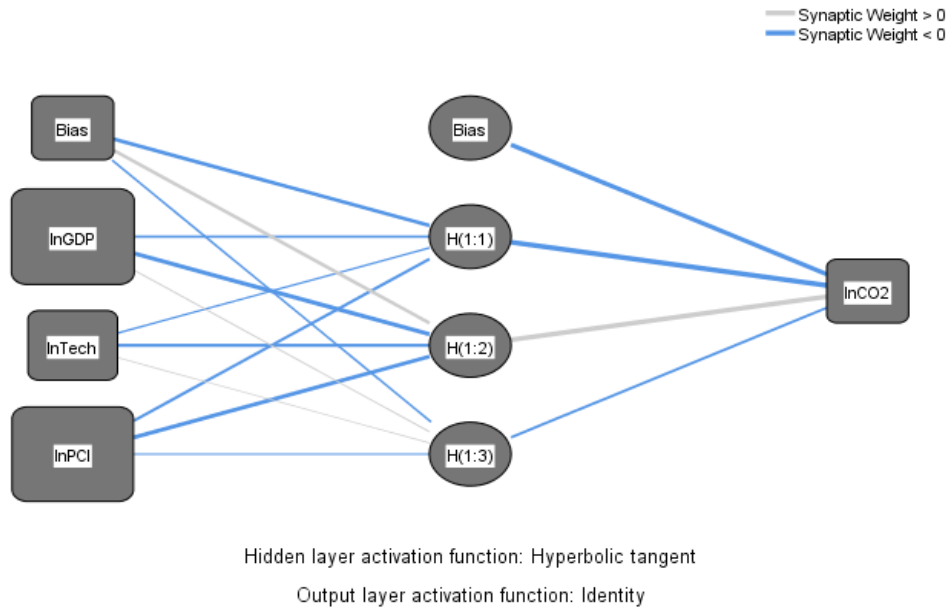 Synaptic Weight > 0
Synaptic Weight < 0
Bias
lnGDP
lnTech
lnPCI
Bias
H(1:1)
H(1:2)
H(1:3)
lnCO2
Hidden layer activation function: Hyperbolic tangent
Output layer activation function: Identity